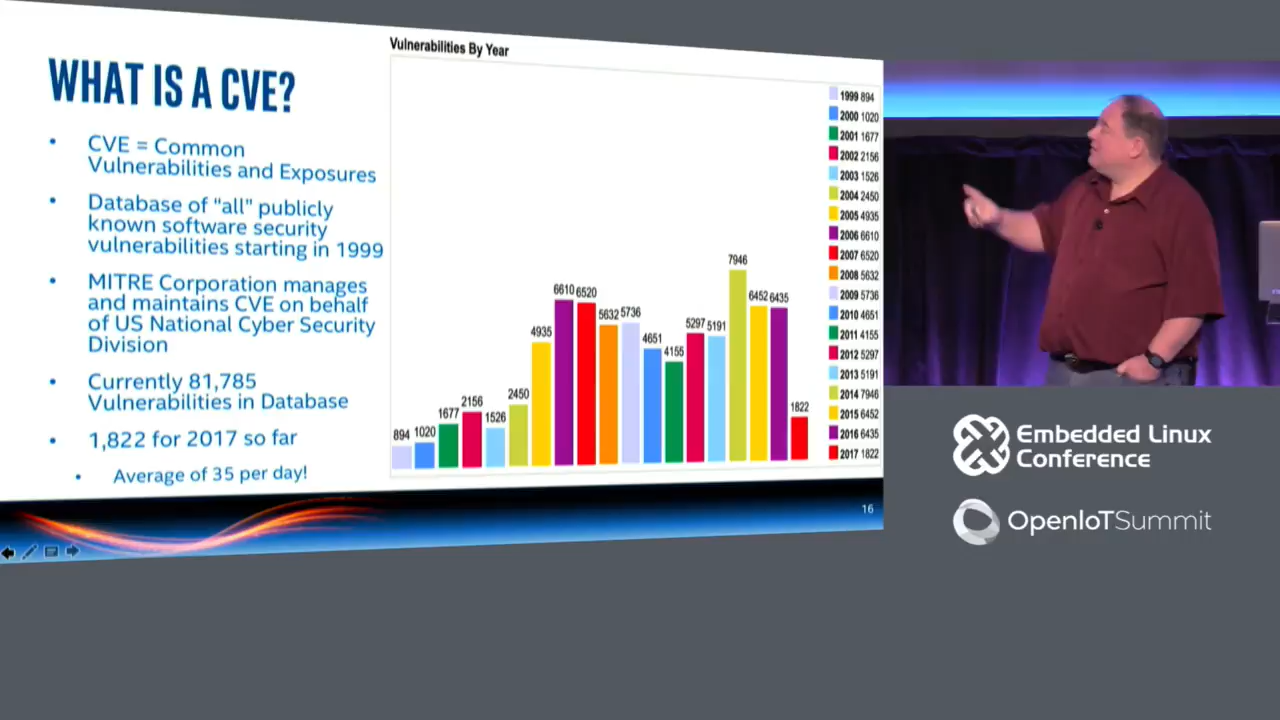 WHAT IS A CVE?
• CVE = Common
Vulnerabilities and Exposures
• Database of “all” publicly
known software security
vulnerabilities starting in 1999
• MITRE Corporation manages
and maintains CVE on behalf
of US National Cyber Security
Division
• Currently 81,785
Vulnerabilities in Database
• 1,822 for 2017 so far
• Average of 35 per day!
Vulnerabilities By Year
894
1020
1677
2156
1526
2450
4935
6610
6520
5632
5736
4651
4155
5297
5191
7946
6452
6435
1822
1999 894
2000 1020
2001 1677
2002 2156
2003 1526
2004 2450
2005 4935
2006 6610
2007 6520
2008 5632
2009 5736
2010 4651
2011 4155
2012 5297
2013 5191
2014 7946
2015 6452
2016 6435
2017 1822
16
Embedded Linux
Conference
OpenIoTSummit